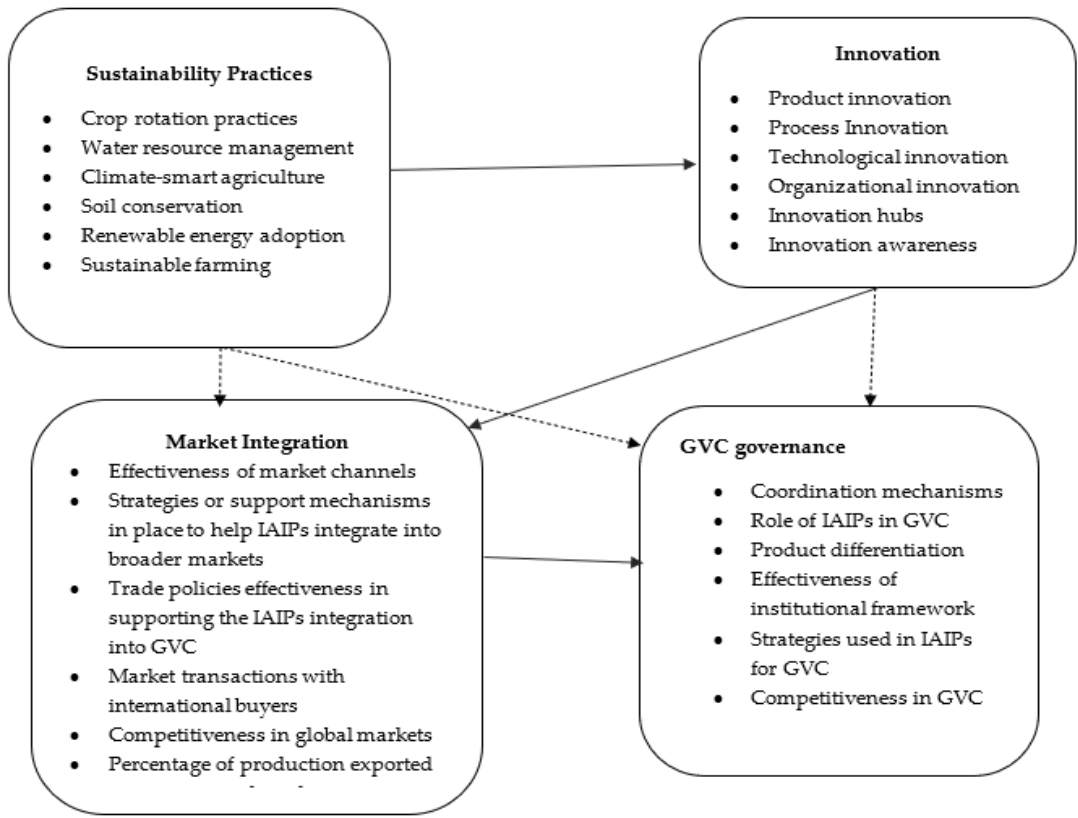 Sustainability Practices
• Crop rotation practices
• Water resource management
• Climate-smart agriculture
• Soil conservation
• Renewable energy adoption
• Sustainable farming
Innovation
• Product innovation
• Process Innovation
• Technological innovation
• Organizational innovation
• Innovation hubs
• Innovation awareness
Market Integration
• Effectiveness of market channels
• Strategies or support mechanisms
in place to help IAIPs integrate into
broader markets
• Trade policies effectiveness in
supporting the IAIPs integration
into GVC
• Market transactions with
international buyers
• Competitiveness in global markets
• Percentage of production exported
GVC governance
• Coordination mechanisms
• Role of IAIPs in GVC
• Product differentiation
• Effectiveness of
institutional framework
• Strategies used in IAIPs
for GVC
• Competitiveness in GVC